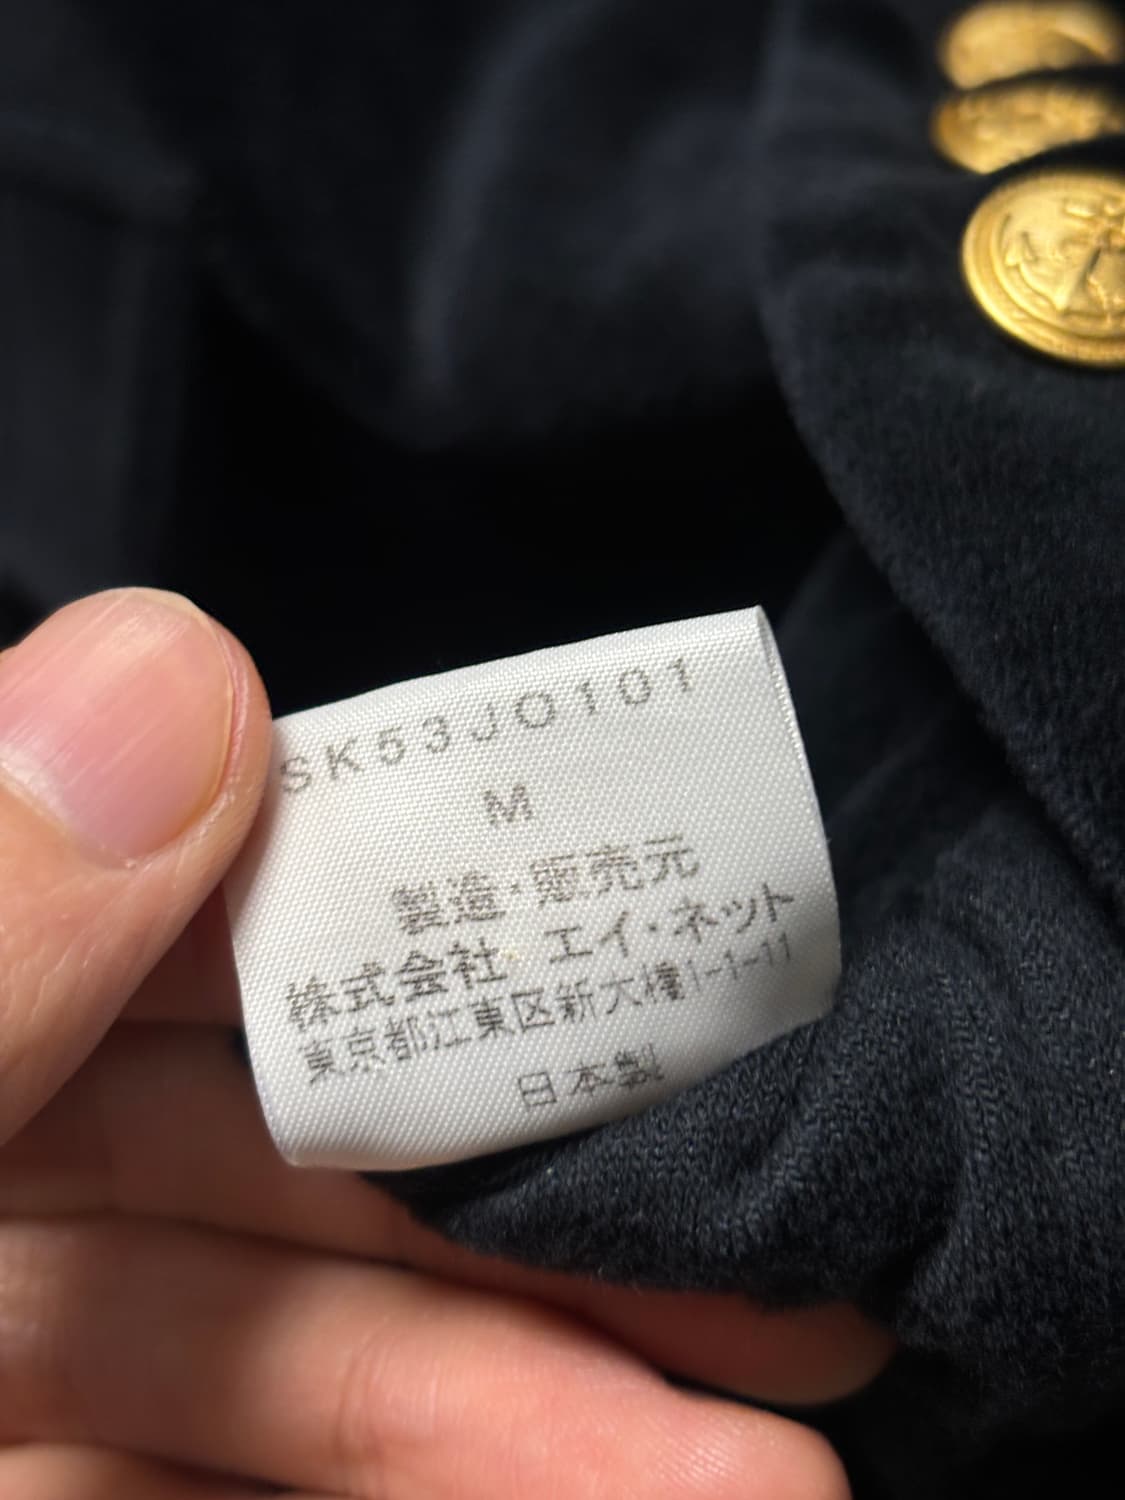 SK53JO101
M
製造・販売元
株式会社 エイ・ネット
東京都江東区新大橋1-1-11
日本製